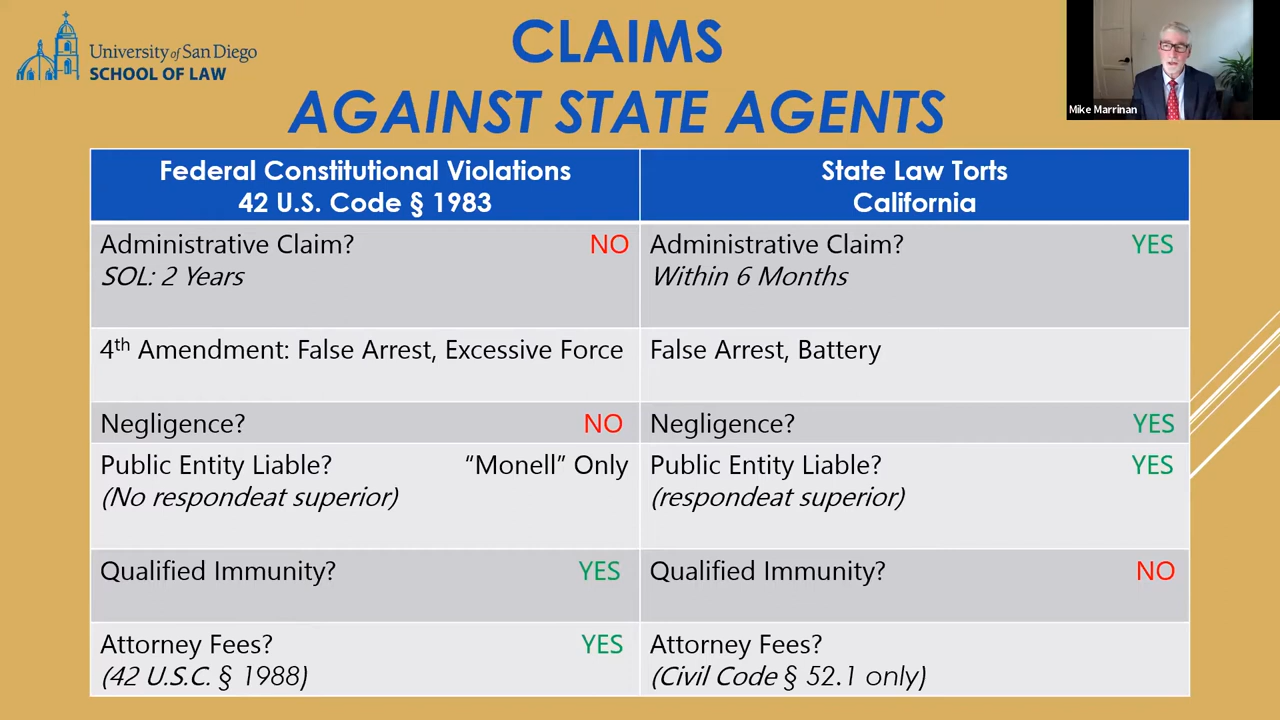 University of San Diego
SCHOOL OF LAW
CLAIMS
AGAINST STATE AGENTS
Mike Marrinan
Federal Constitutional Violations
42 U.S. Code § 1983
State Law Torts
California
Administrative Claim? NO
SOL: 2 Years
Administrative Claim? YES
Within 6 Months
4th Amendment: False Arrest, Excessive Force
False Arrest, Battery
Negligence? NO
Negligence? YES
Public Entity Liable? “Monell” Only
(No respondeat superior)
Public Entity Liable? YES
(respondeat superior)
Qualified Immunity? YES
Qualified Immunity? NO
Attorney Fees? YES
(42 U.S.C. § 1988)
Attorney Fees?
(Civil Code § 52.1 only)